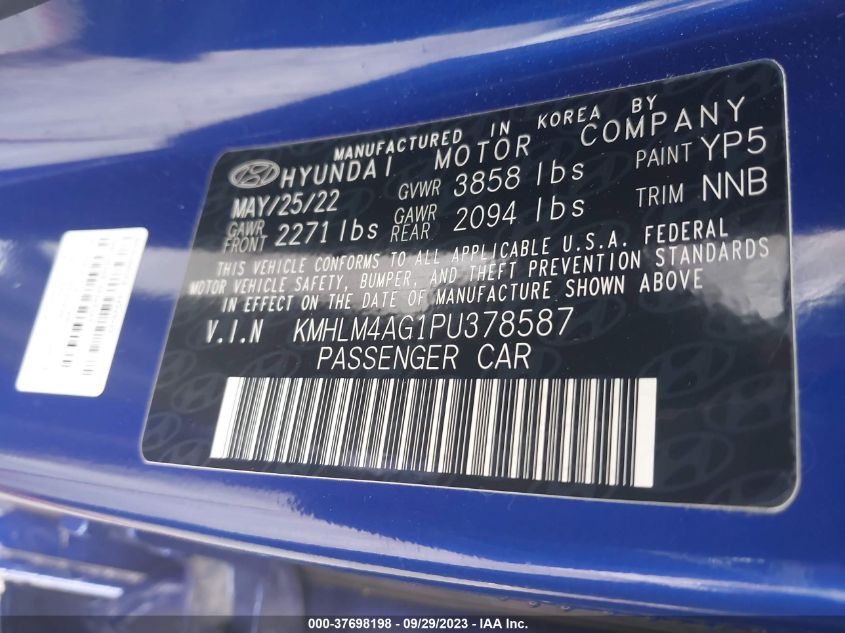 MANUFACTURED IN KOREA BY
HYUNDAI MOTOR COMPANY
MAY/25/22 GVWR 3858 lbs PAINT YP5
GAWR FRONT 2271 lbs GAWR REAR 2094 lbs TRIM NNB
THIS VEHICLE CONFORMS TO ALL APPLICABLE U.S.A. FEDERAL
MOTOR VEHICLE SAFETY, BUMPER, AND THEFT PREVENTION STANDARDS
IN EFFECT ON THE DATE OF MANUFACTURE SHOWN ABOVE
V.I.N KMHLM4AG1PU378587
PASSENGER CAR
000-37698198 - 09/29/2023 - IAA Inc.